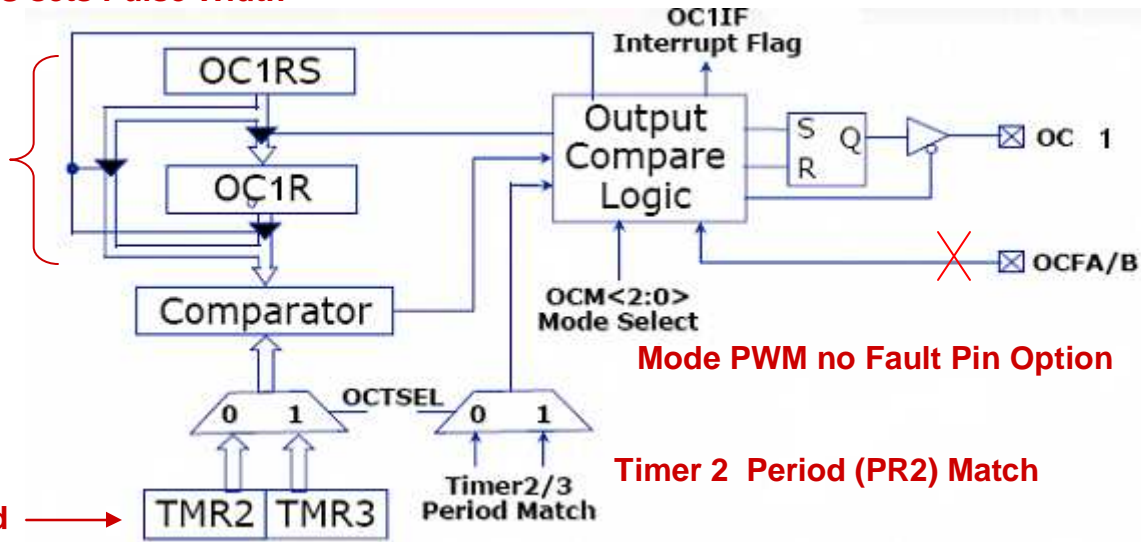 OC1IF
Interrupt Flag
OC1RS
OC1R
Comparator
Output
Compare
Logic
S
Q
R
OC 1
OCFA/B
OCM<2:0>
Mode Select
Mode PWM no Fault Pin Option
OCTSEL
0 1
0 1
Timer2/3
Period Match
Timer 2 Period (PR2) Match
TMR2 TMR3